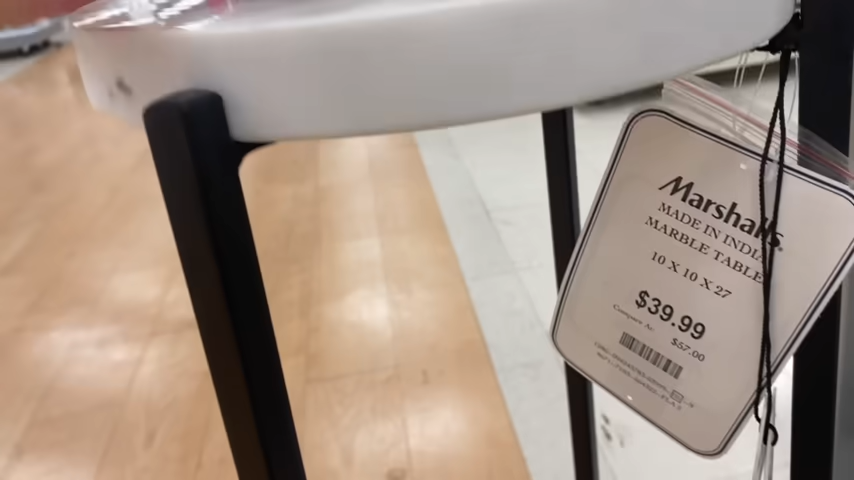 Marshalls
MADE IN INDIA
MARBLE TABLE
10 X 10 X 27
$39.99
Compare At.
$57.00